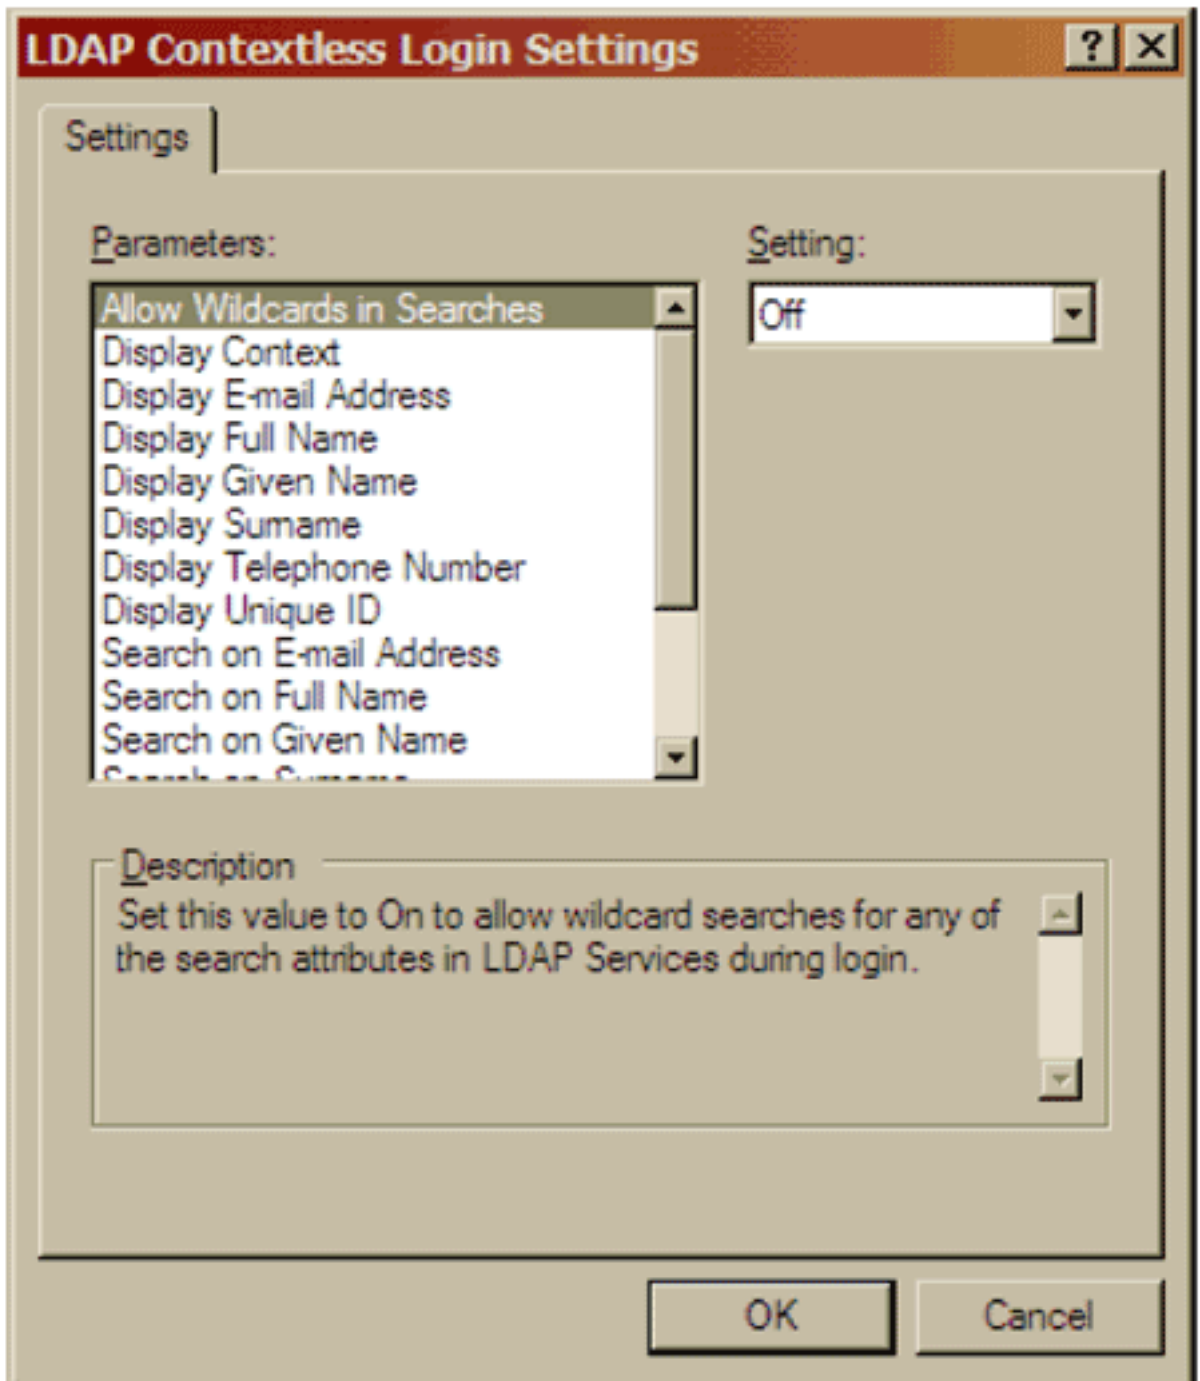 LDAP Contextless Login Settings
Settings
Parameters:
Setting:
Allow Wildcards in Searches
Off
Display Context
Display E-mail Address
Display Full Name
Display Given Name
Display Surname
Display Telephone Number
Display Unique ID
Search on E-mail Address
Search on Full Name
Search on Given Name
Search on Surname
Description
Set this value to On to allow wildcard searches for any of
the search attributes in LDAP Services during login.
OK
Cancel